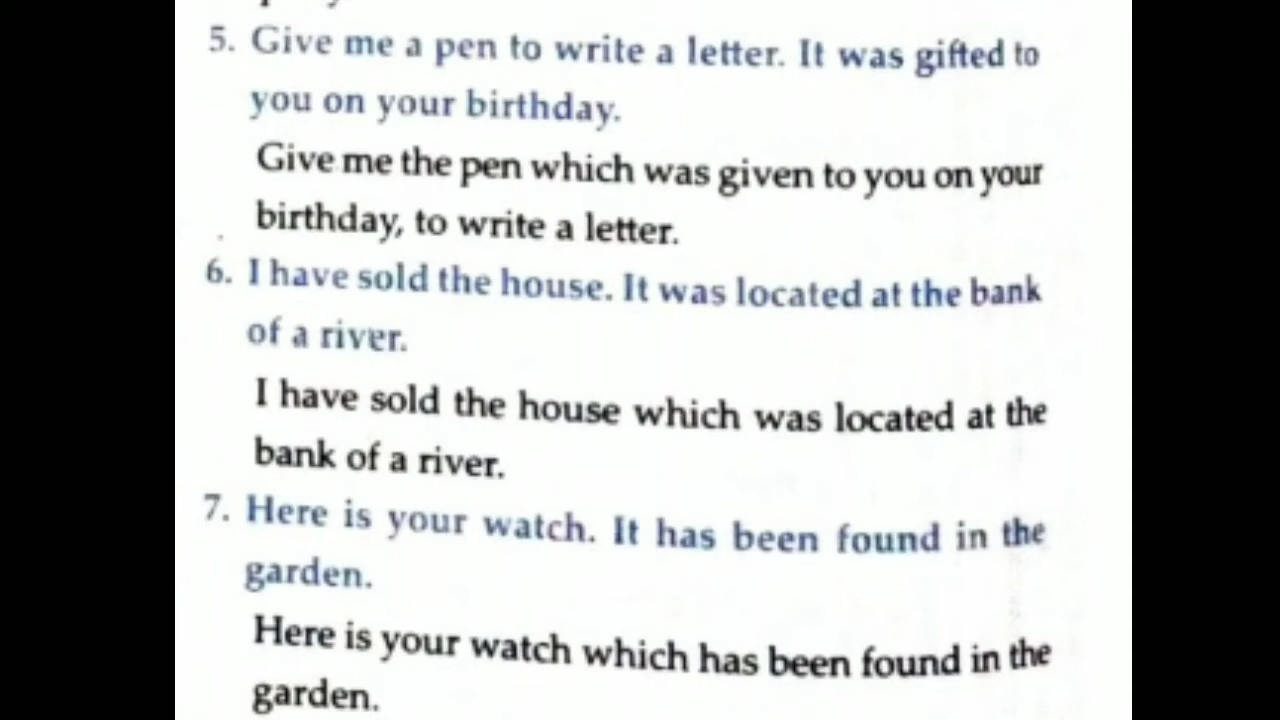 5. Give me a pen to write a letter. It was gifted to
you on your birthday.
Give me the pen which was given to you on your
birthday, to write a letter.
6. I have sold the house. It was located at the bank
of a river.
I have sold the house which was located at the
bank of a river.
7. Here is your watch. It has been found in the
garden.
Here is your watch which has been found in the
garden.